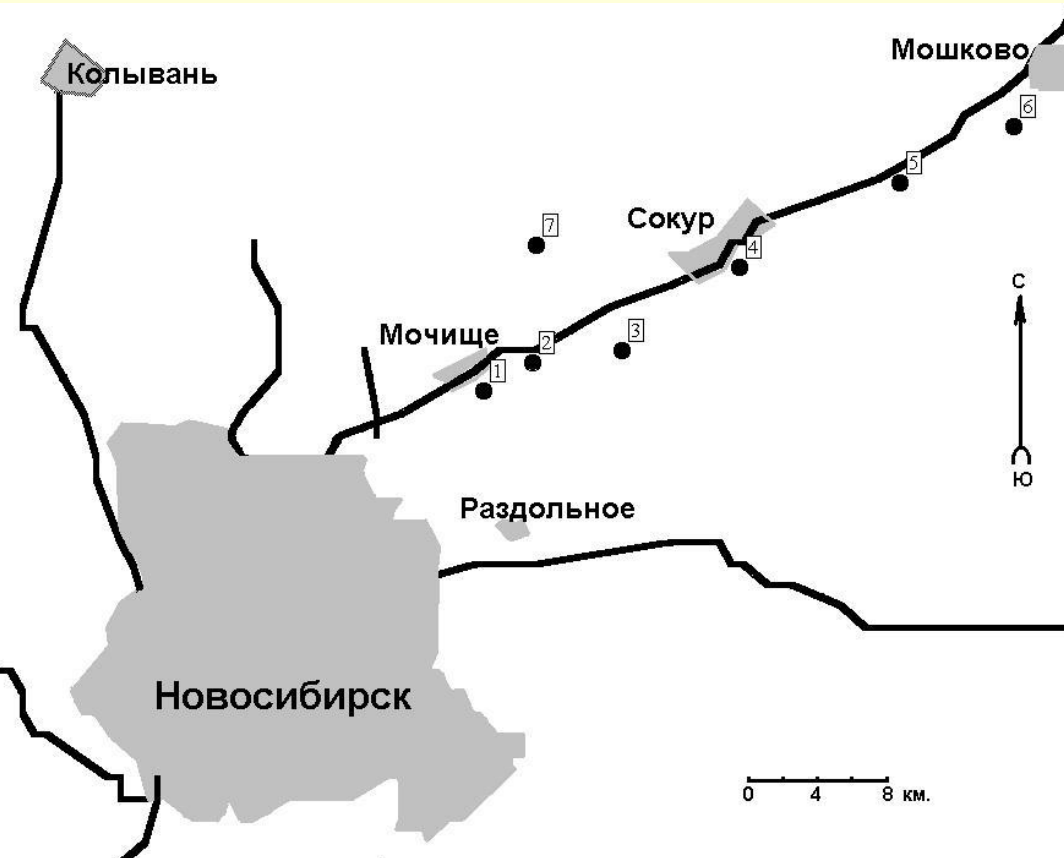 Мошково
Колывань
6
5
Сокур
7
4
С
Мочище
3
2
1
Ю
Раздольное
Новосибирск
0 4 8 км.